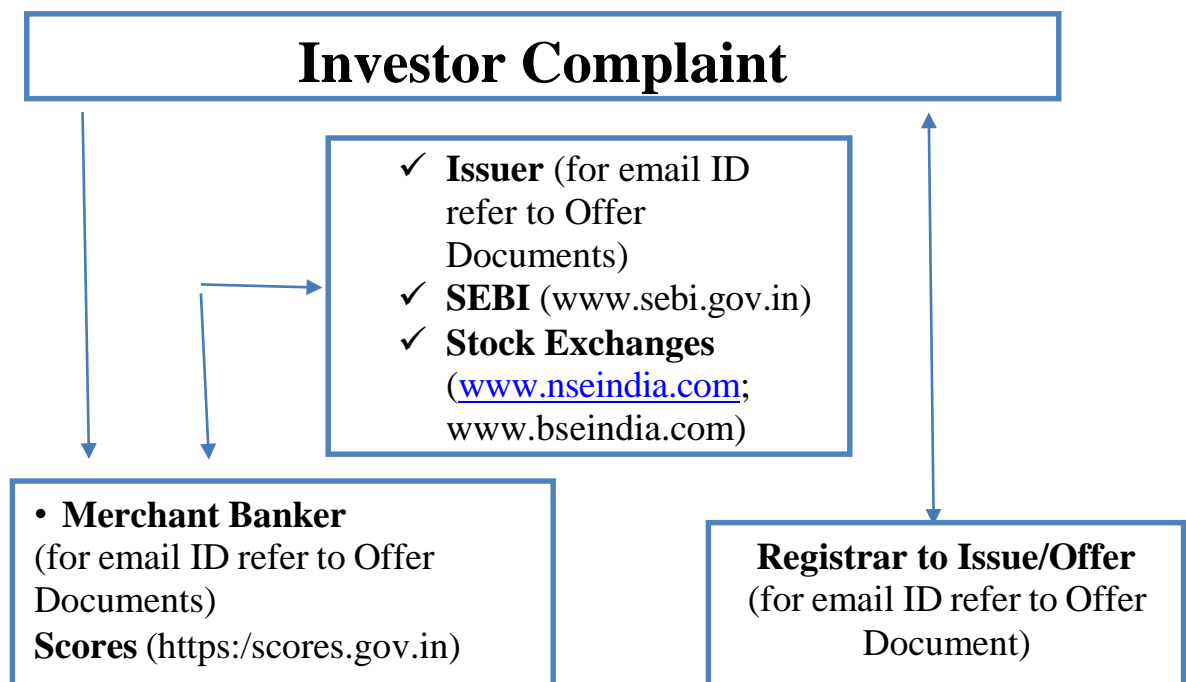 Investor Complaint
✓ Issuer (for email ID
refer to Offer
Documents)
✓ SEBI (www.sebi.gov.in)
✓ Stock Exchanges
(www.nseindia.com;
www.bseindia.com)
• Merchant Banker
(for email ID refer to Offer
Documents)
Scores (https:/scores.gov.in)
Registrar to Issue/Offer
(for email ID refer to Offer
Document)